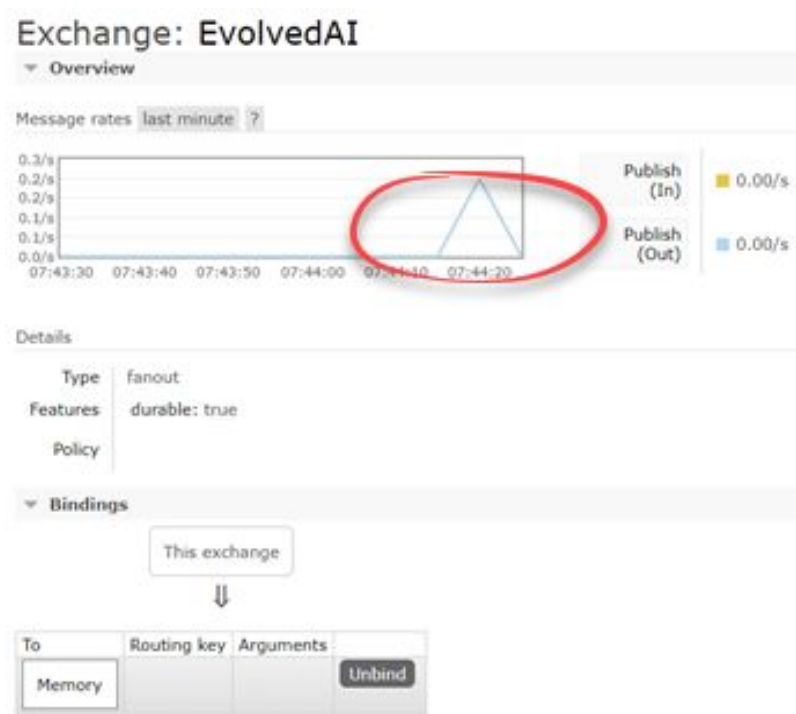 Exchange: EvolvedAI
Overview
Message rates last minute ?
0.3/s
0.2/s
0.2/s
0.1/s
0.1/s
0.0/s
07:43:30 07:43:40 07:43:50 07:44:00 07:44:10 07:44:20
Publish
(In)
0.00/s
Publish
(Out)
0.00/s
Details
Type fanout
Features durable: true
Policy
Bindings
This exchange
⇓
To Routing key Arguments
Memory Unbind